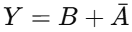 Y = B + Ā